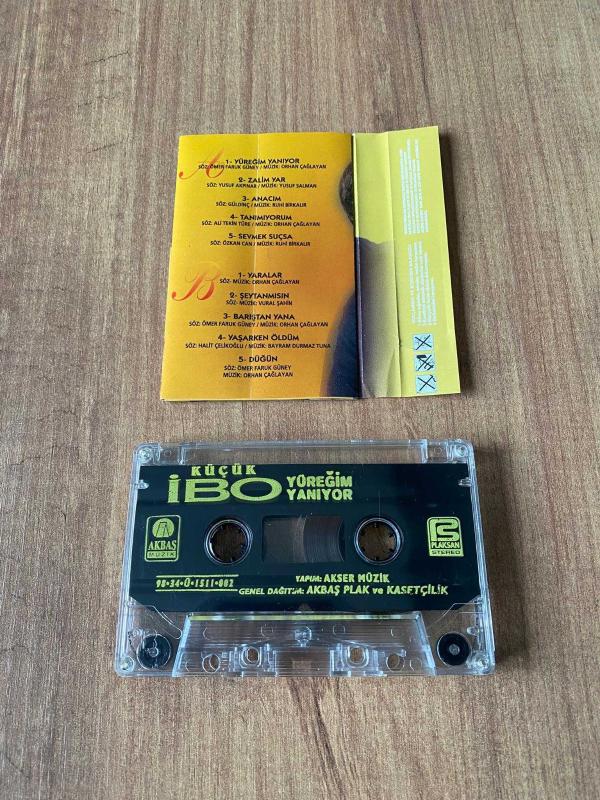 A
1- YÜREĞİM YANIYOR
SÖZ: ÖMER FARUK GÜNEY / MÜZİK: ORHAN ÇAĞLAYAN
2- ZALİM YAR
SÖZ: YUSUF AKPINAR / MÜZİK: YUSUF SALMAN
3- ANACIM
SÖZ: GÜLDİNÇ / MÜZİK: RUHİ BİRKALIR
4- TANIMIYORUM
SÖZ: ALİ TEKİN TÜRE / MÜZİK: ORHAN ÇAĞLAYAN
5- SEVMEK SUÇSA
SÖZ: ÖZKAN CAN / MÜZİK: RUHİ BİRKALIR
B
1- YARALAR
SÖZ- MÜZİK: ORHAN ÇAĞLAYAN
2- ŞEYTANMISIN
SÖZ- MÜZİK: VURAL ŞAHİN
3- BARIŞTAN YANA
SÖZ: ÖMER FARUK GÜNEY / MÜZİK: ORHAN ÇAĞLAYAN
4- YAŞARKEN ÖLDÜM
SÖZ: HALİT ÇELİKOĞLU / MÜZİK: BAYRAM DURMAZ TUNA
5- DÜĞÜN
SÖZ: ÖMER FARUK GÜNEY
MÜZİK: ORHAN ÇAĞLAYAN
KÜÇÜK
İBO
YÜREĞİM
YANIYOR
AKBAŞ
MÜZİK
PLAKSAN
STEREO
98•34•Ü•1511•002
YAPIM: AKSER MÜZİK
GENEL DAĞITIM: AKBAŞ PLAK ve KASETÇİLİK